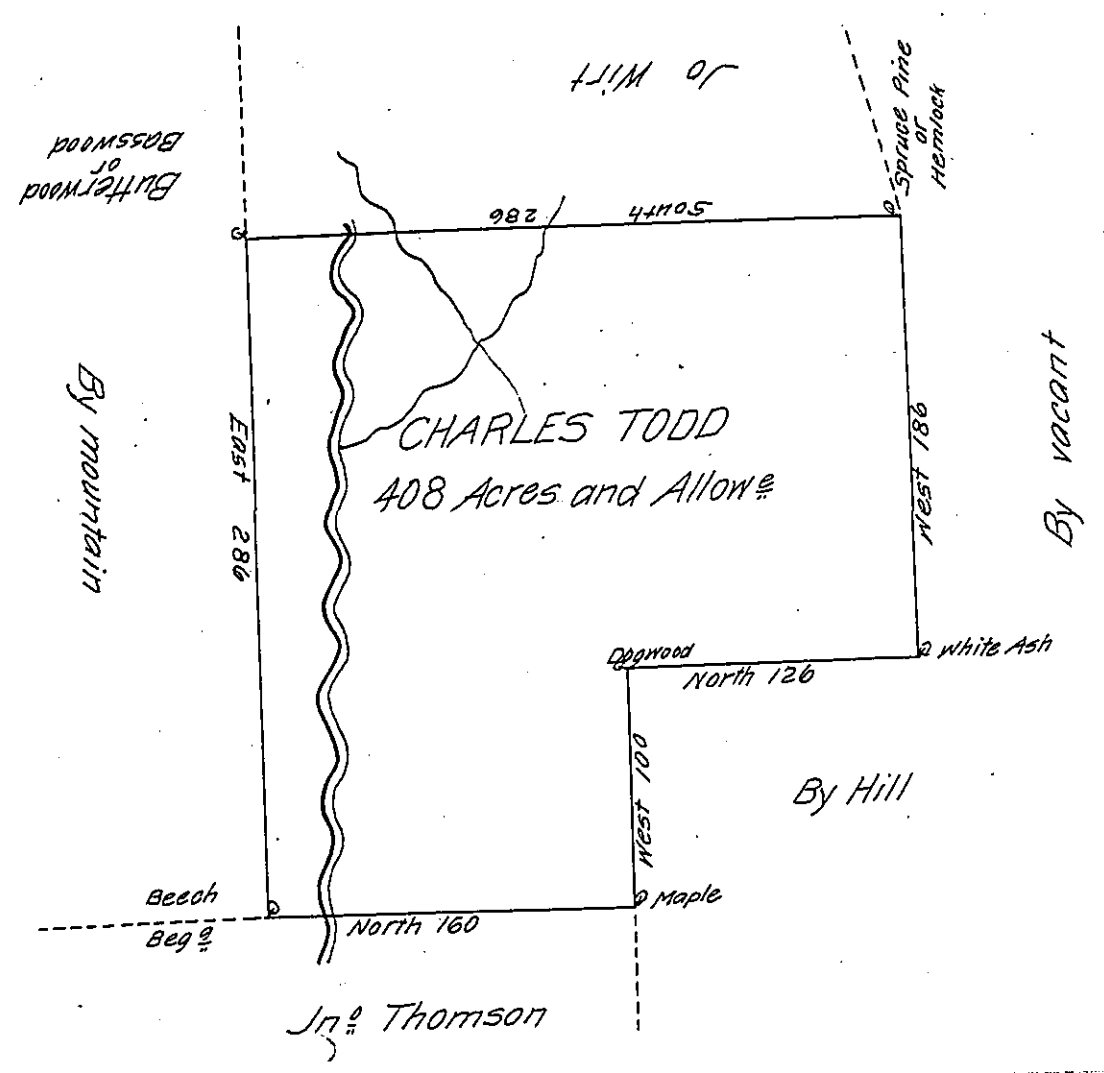 Jo Wirt
Spruce Pine
or
Hemlock
Butterwood
or
Basswood
South 286
By mountain
East 286
CHARLES TODD
408 Acres and Allowe
West 186
By vacant
Dogwood
White Ash
North 126
West 100
By Hill
Beech
Maple
Beg g
North 160
Jno Thomson